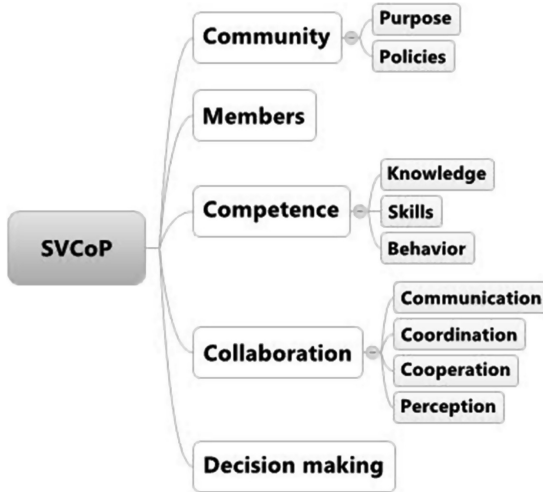 SVCoP
Community
Purpose
Policies
Members
Competence
Knowledge
Skills
Behavior
Collaboration
Communication
Coordination
Cooperation
Perception
Decision making